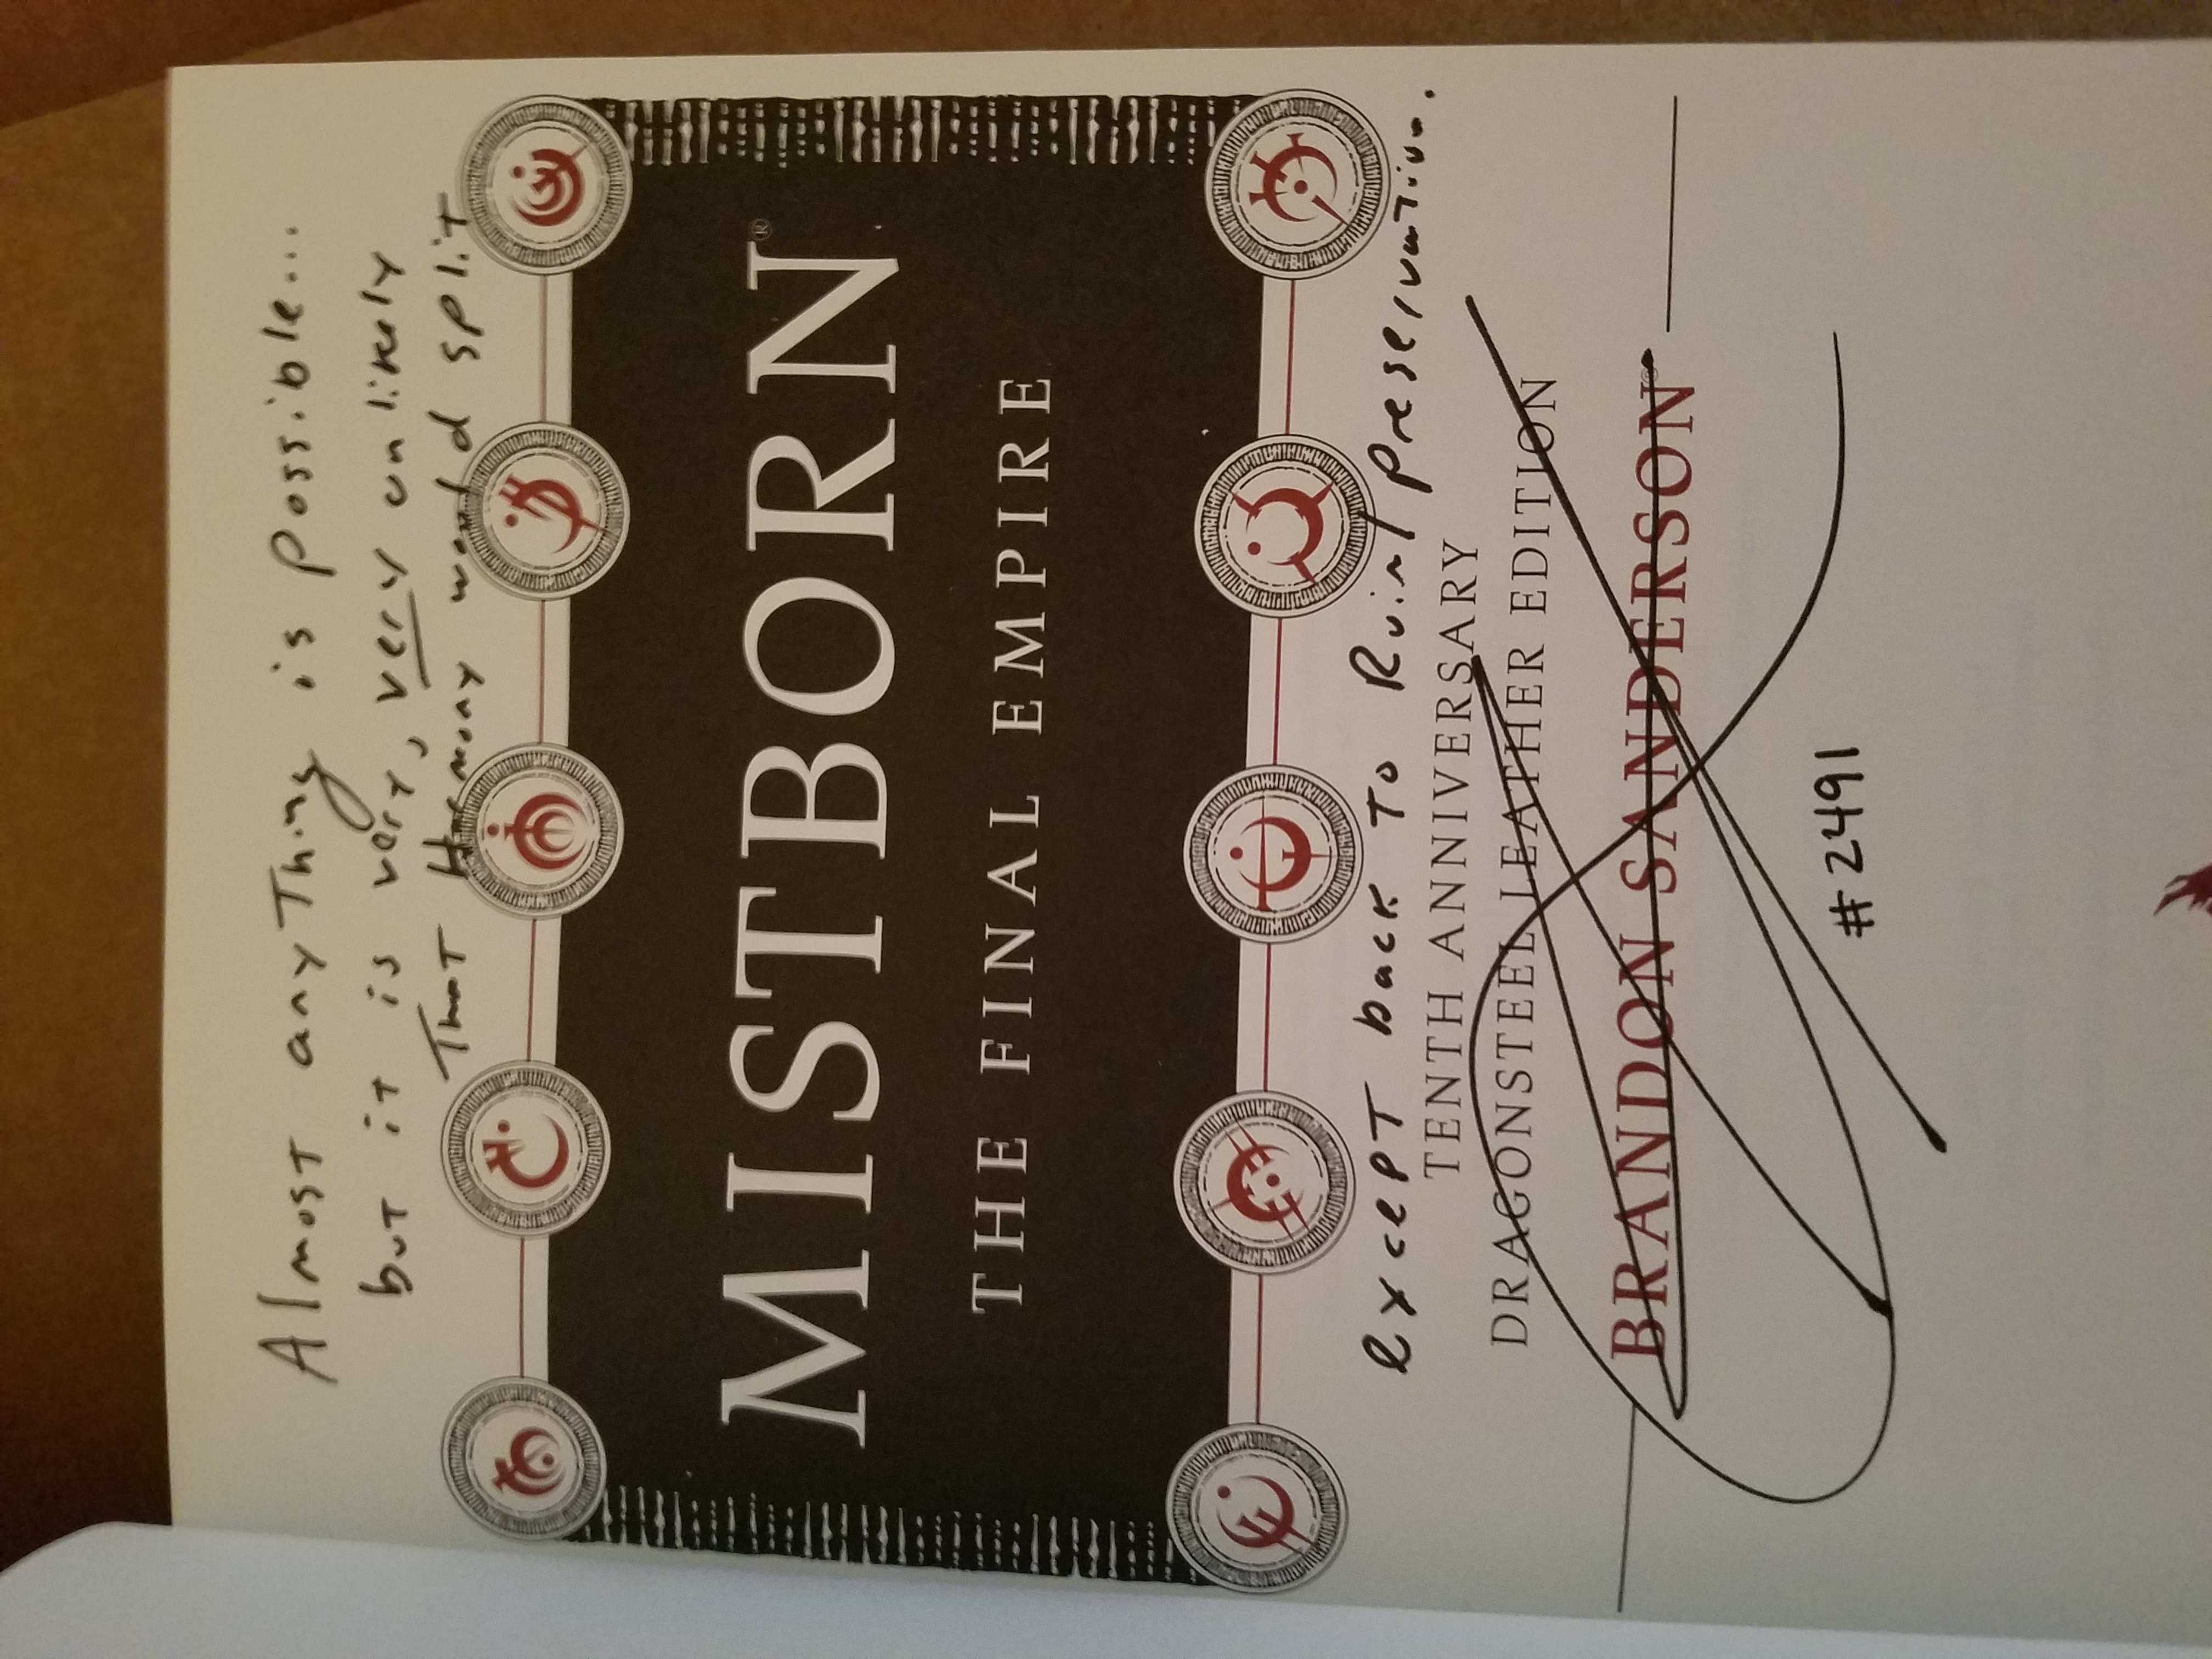 Almost anything is possible...
but it is very, very unlikely
That Harmony would split
MISTBORN®
THE FINAL EMPIRE
except back to Ruin/preservation.
TENTH ANNIVERSARY
DRAGONSTEEL LEATHER EDITION
BRANDON SANDERSON®
#2491